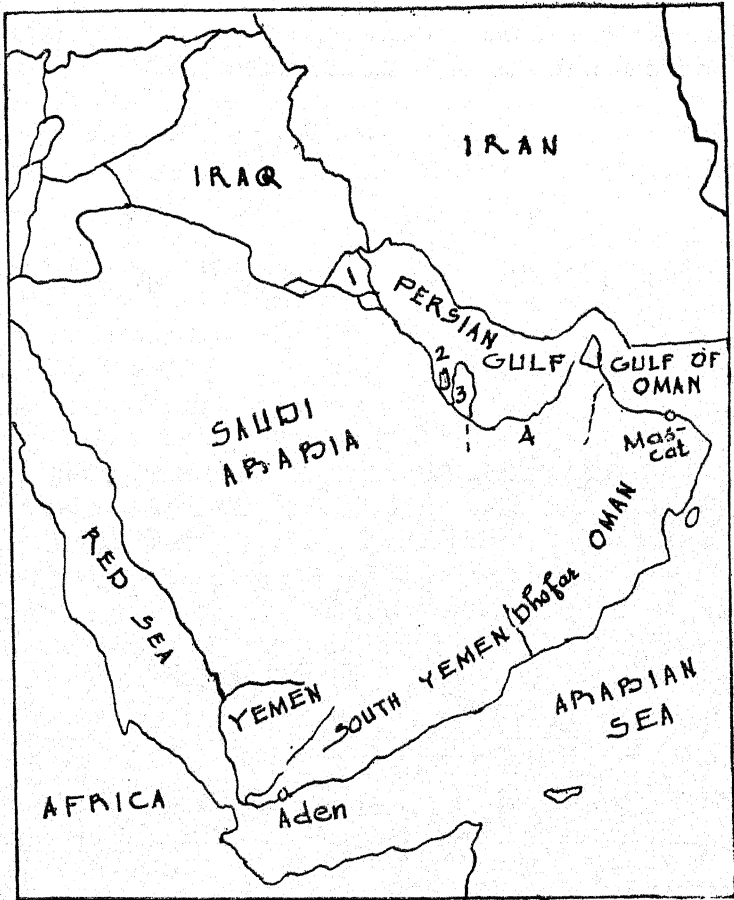 IRAN
IRAQ
1
PERSIAN
GULF
2
3
4
GULF OF
OMAN
Mas-
cat
SAUDI
ARABIA
OMAN
Dhofar
RED SEA
YEMEN
SOUTH YEMEN
ARABIAN
SEA
AFRICA
Aden